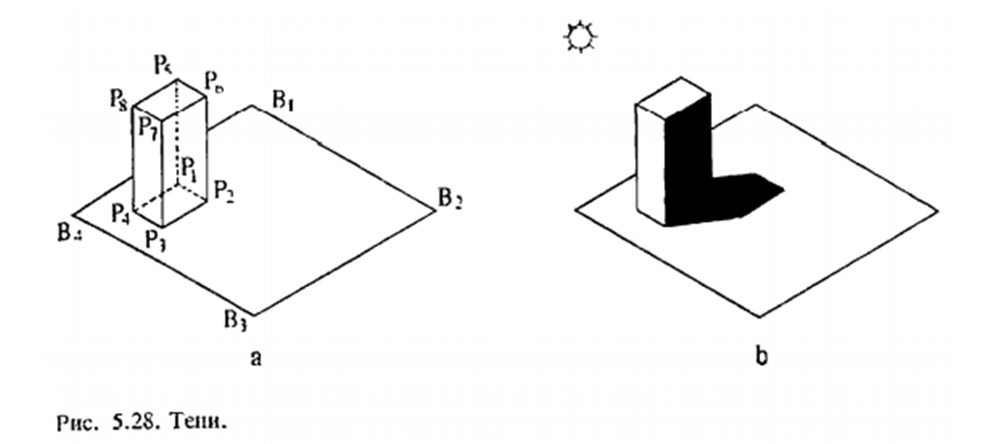 P₅
P₆
P₈
B₁
P₇
P₁
P₂
B₂
P₄
B₄
P₃
B₃
a
b
Рис. 5.28. Тени.